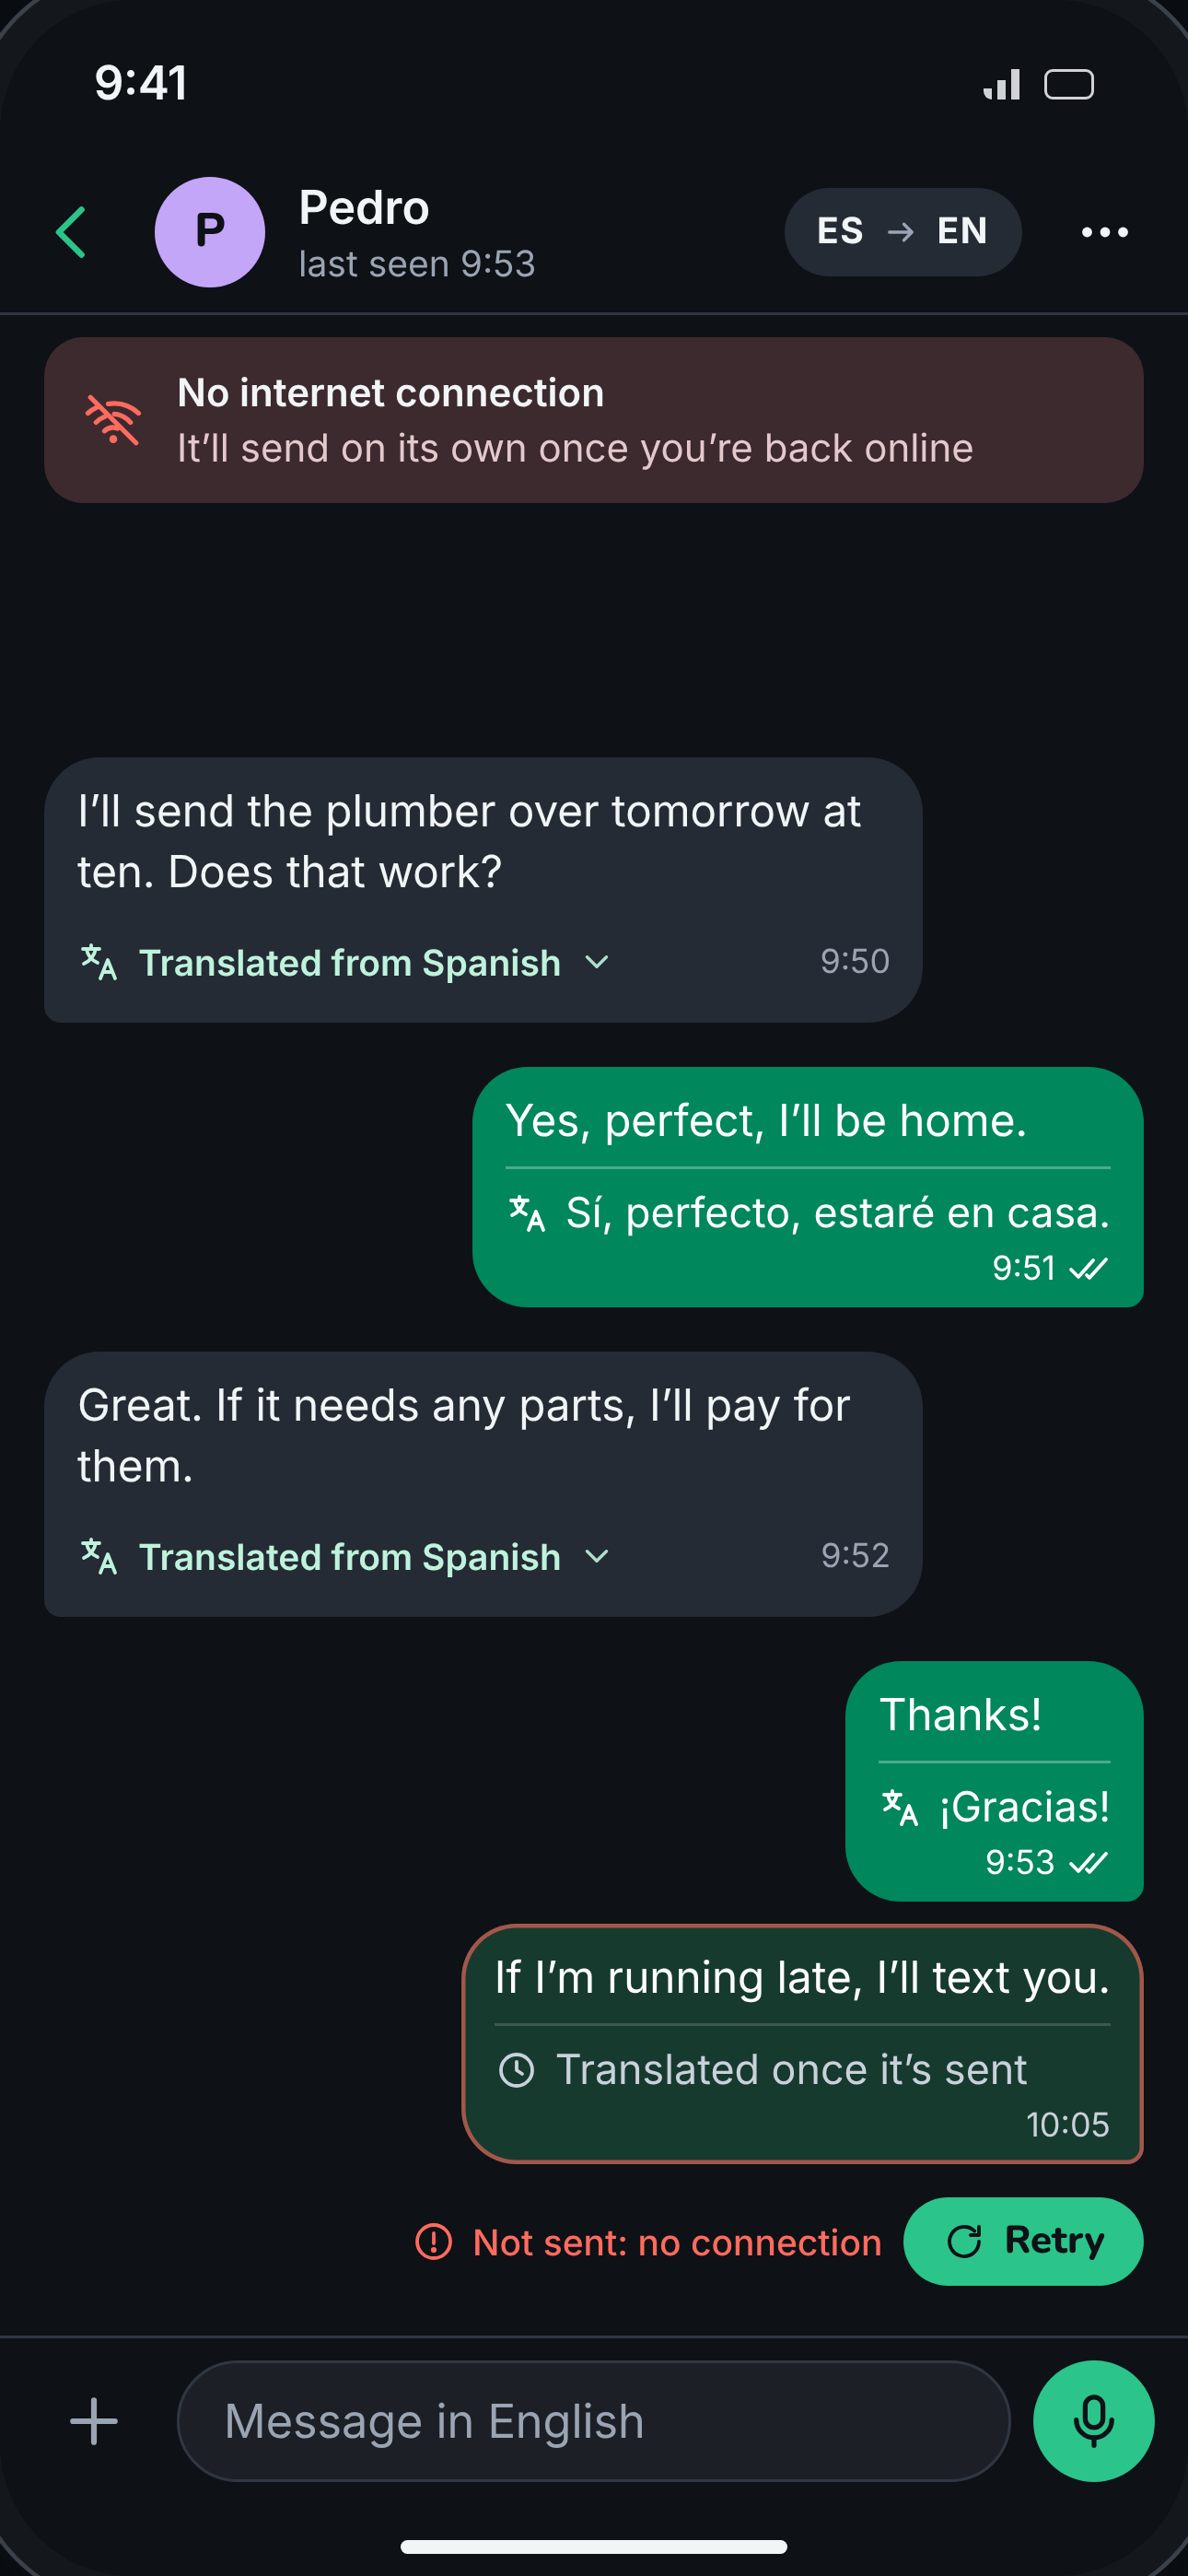 9:41
P
Pedro
last seen 9:53
ES → EN
No internet connection
It’ll send on its own once you’re back online
I’ll send the plumber over tomorrow at
ten. Does that work?
Translated from Spanish
9:50
Yes, perfect, I’ll be home.
Sí, perfecto, estaré en casa.
9:51
Great. If it needs any parts, I’ll pay for
them.
Translated from Spanish
9:52
Thanks!
¡Gracias!
9:53
If I’m running late, I’ll text you.
Translated once it’s sent
10:05
Not sent: no connection
Retry
Message in English